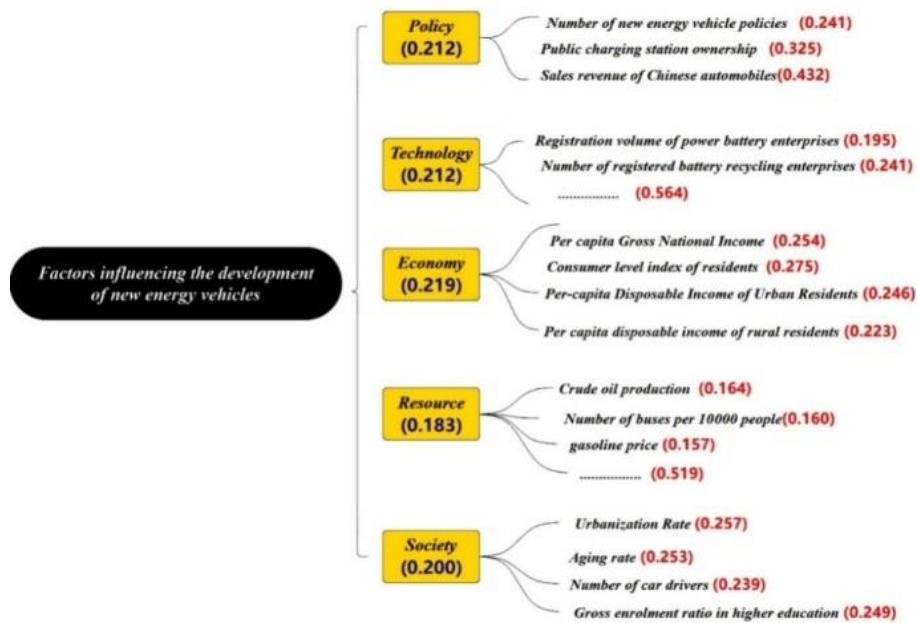 Factors influencing the development
of new energy vehicles
Policy
(0.212)
Number of new energy vehicle policies (0.241)
Public charging station ownership (0.325)
Sales revenue of Chinese automobiles(0.432)
Technology
(0.212)
Registration volume of power battery enterprises (0.195)
Number of registered battery recycling enterprises (0.241)
.................... (0.564)
Economy
(0.219)
Per capita Gross National Income (0.254)
Consumer level index of residents (0.275)
Per-capita Disposable Income of Urban Residents (0.246)
Per capita disposable income of rural residents (0.223)
Resource
(0.183)
Crude oil production (0.164)
Number of buses per 10000 people(0.160)
gasoline price (0.157)
.................... (0.519)
Society
(0.200)
Urbanization Rate (0.257)
Aging rate (0.253)
Number of car drivers (0.239)
Gross enrolment ratio in higher education (0.249)